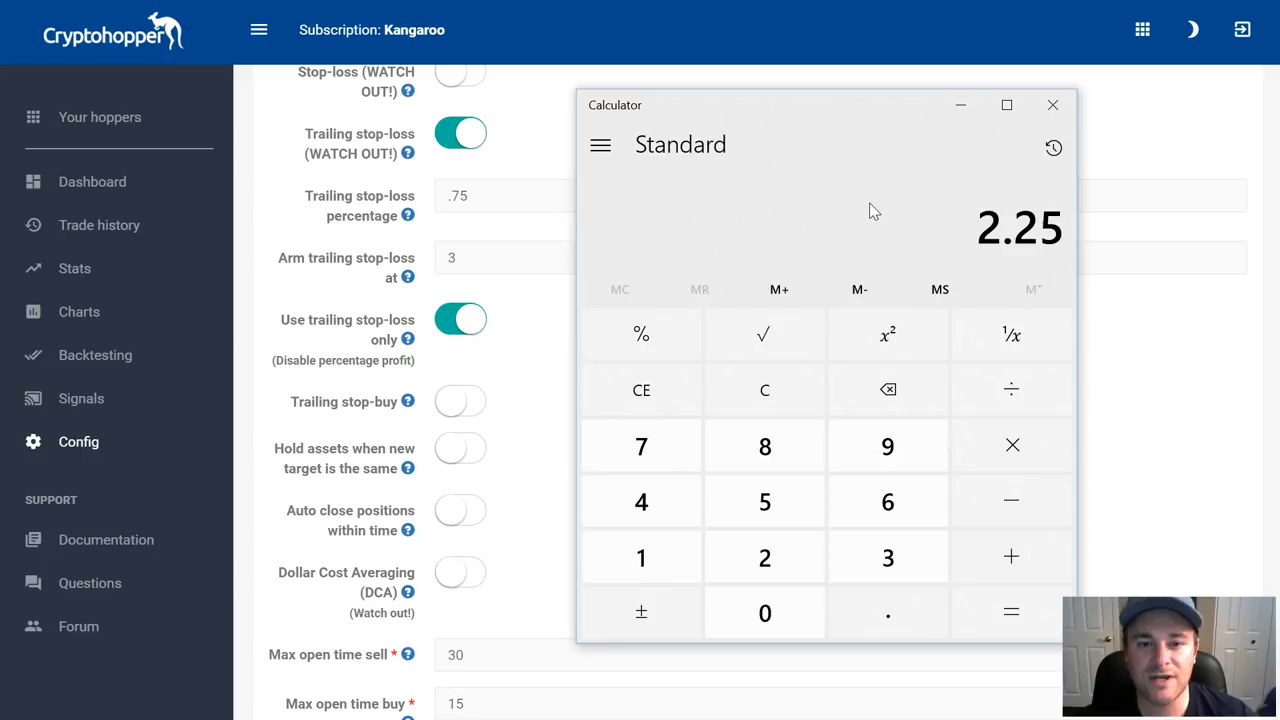 Cryptohopper
Subscription: Kangaroo
Your hoppers
Dashboard
Trade history
Stats
Charts
Backtesting
Signals
Config
SUPPORT
Documentation
Questions
Forum
Stop-loss (WATCH
OUT!) ?
Trailing stop-loss
(WATCH OUT!) ?
Trailing stop-loss
percentage ?
.75
Arm trailing stop-loss
at ?
3
Use trailing stop-loss
only ?
(Disable percentage profit)
Trailing stop-buy ?
Hold assets when new
target is the same ?
Auto close positions
within time ?
Dollar Cost Averaging
(DCA) ?
(Watch out!)
Max open time sell * ?
30
Max open time buy *
15
Calculator
Standard
2.25
MC MR M+ M- MS M˅
% √ x² ¹/x
CE C ⌫ ÷
7 8 9 ×
4 5 6 −
1 2 3 +
± 0 . =